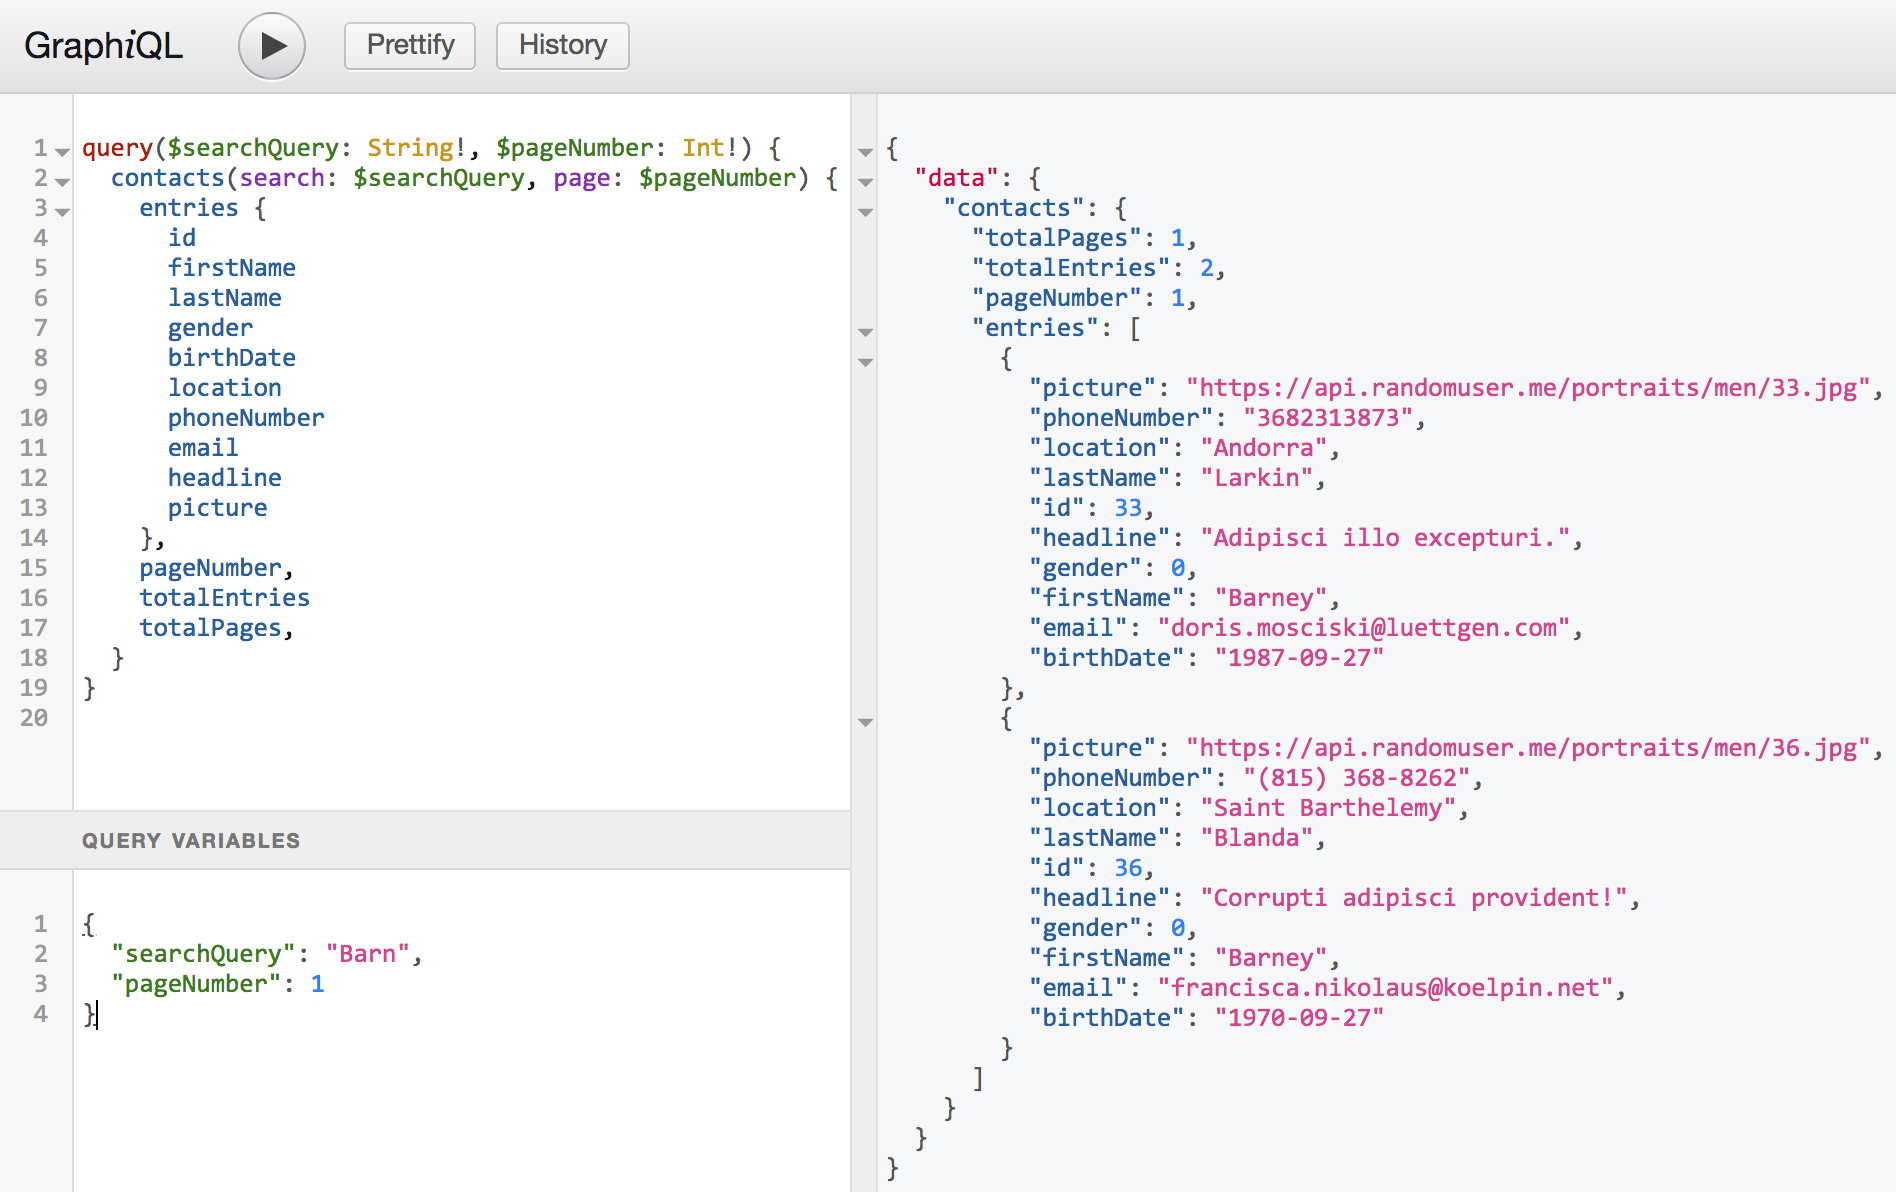 GraphiQL
Prettify
History
1 query($searchQuery: String!, $pageNumber: Int!) {
2   contacts(search: $searchQuery, page: $pageNumber) {
3     entries {
4       id
5       firstName
6       lastName
7       gender
8       birthDate
9       location
10       phoneNumber
11       email
12       headline
13       picture
14     },
15     pageNumber,
16     totalEntries
17     totalPages,
18   }
19 }
20
QUERY VARIABLES
1 {
2   "searchQuery": "Barn",
3   "pageNumber": 1
4 }
{
  "data": {
    "contacts": {
      "totalPages": 1,
      "totalEntries": 2,
      "pageNumber": 1,
      "entries": [
        {
          "picture": "https://api.randomuser.me/portraits/men/33.jpg",
          "phoneNumber": "3682313873",
          "location": "Andorra",
          "lastName": "Larkin",
          "id": 33,
          "headline": "Adipisci illo excepturi.",
          "gender": 0,
          "firstName": "Barney",
          "email": "doris.mosciski@luettgen.com",
          "birthDate": "1987-09-27"
        },
        {
          "picture": "https://api.randomuser.me/portraits/men/36.jpg",
          "phoneNumber": "(815) 368-8262",
          "location": "Saint Barthelemy",
          "lastName": "Blanda",
          "id": 36,
          "headline": "Corrupti adipisci provident!",
          "gender": 0,
          "firstName": "Barney",
          "email": "francisca.nikolaus@koelpin.net",
          "birthDate": "1970-09-27"
        }
      ]
    }
  }
}